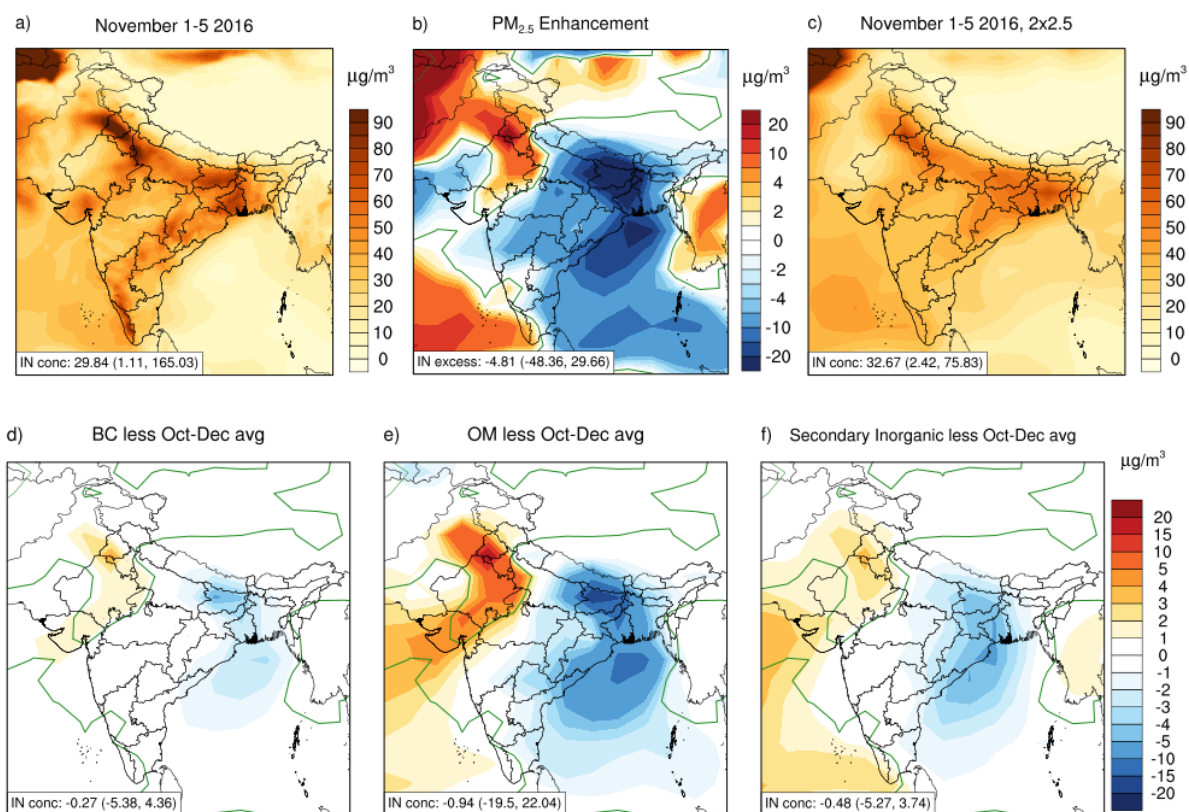 a) November 1-5 2016
µg/m³
90
80
70
60
50
40
30
20
10
0
IN conc: 29.84 (1.11, 165.03)
b) PM₂.₅ Enhancement
µg/m³
20
10
4
2
0
-2
-4
-10
-20
IN excess: -4.81 (-48.36, 29.66)
c) November 1-5 2016, 2x2.5
µg/m³
90
80
70
60
50
40
30
20
10
0
IN conc: 32.67 (2.42, 75.83)
d) BC less Oct-Dec avg
IN conc: -0.27 (-5.38, 4.36)
e) OM less Oct-Dec avg
IN conc: -0.94 (-19.5, 22.04)
f) Secondary Inorganic less Oct-Dec avg
IN conc: -0.48 (-5.27, 3.74)
µg/m³
20
15
10
5
4
3
2
1
0
-1
-2
-3
-5
-10
-15
-20